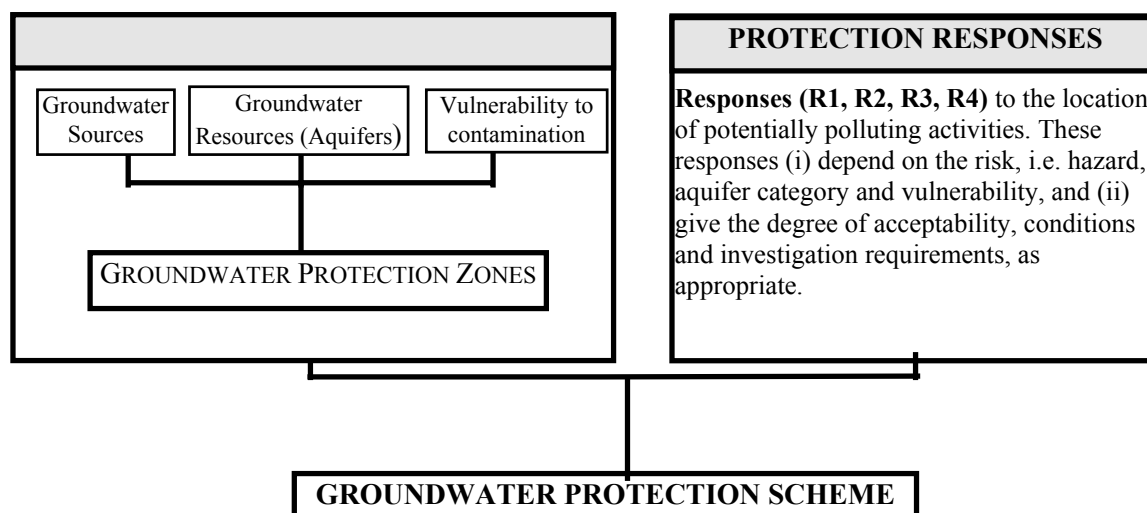 Groundwater
Sources
Groundwater
Resources (Aquifers)
Vulnerability to
contamination
GROUNDWATER PROTECTION ZONES
PROTECTION RESPONSES
Responses (R1, R2, R3, R4) to the location
of potentially polluting activities. These
responses (i) depend on the risk, i.e. hazard,
aquifer category and vulnerability, and (ii)
give the degree of acceptability, conditions
and investigation requirements, as
appropriate.
GROUNDWATER PROTECTION SCHEME